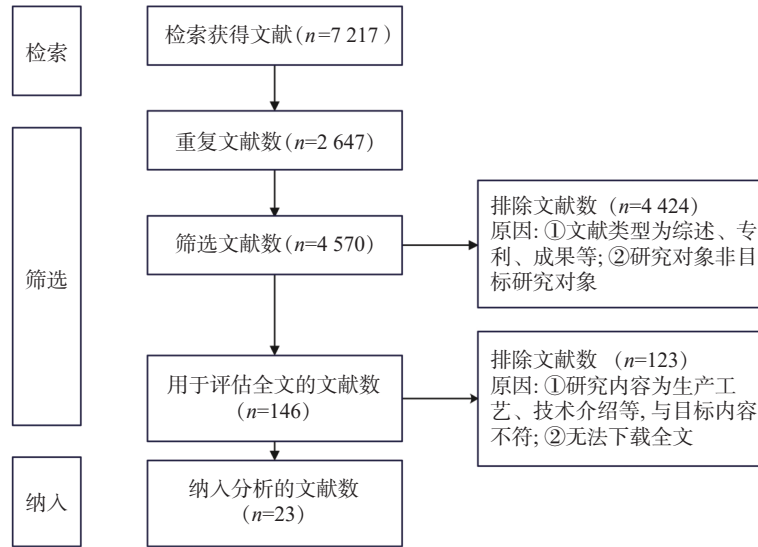 检索
检索获得文献(n=7 217)
重复文献数(n=2 647)
筛选
筛选文献数(n=4 570)
排除文献数 (n=4 424)
原因: ①文献类型为综述、专
利、成果等; ②研究对象非目
标研究对象
用于评估全文的文献数
(n=146)
排除文献数 (n=123)
原因: ①研究内容为生产工
艺、技术介绍等, 与目标内容
不符; ②无法下载全文
纳入
纳入分析的文献数
(n=23)